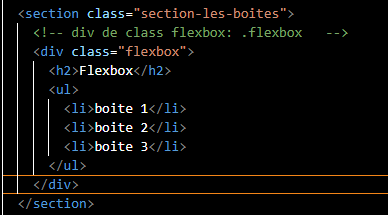 <section class="section-les-boites">
<!-- div de class flexbox: .flexbox   -->
<div class="flexbox">
<h2>Flexbox</h2>
<ul>
<li>boite 1</li>
<li>boite 2</li>
<li>boite 3</li>
</ul>
</div>
</section>